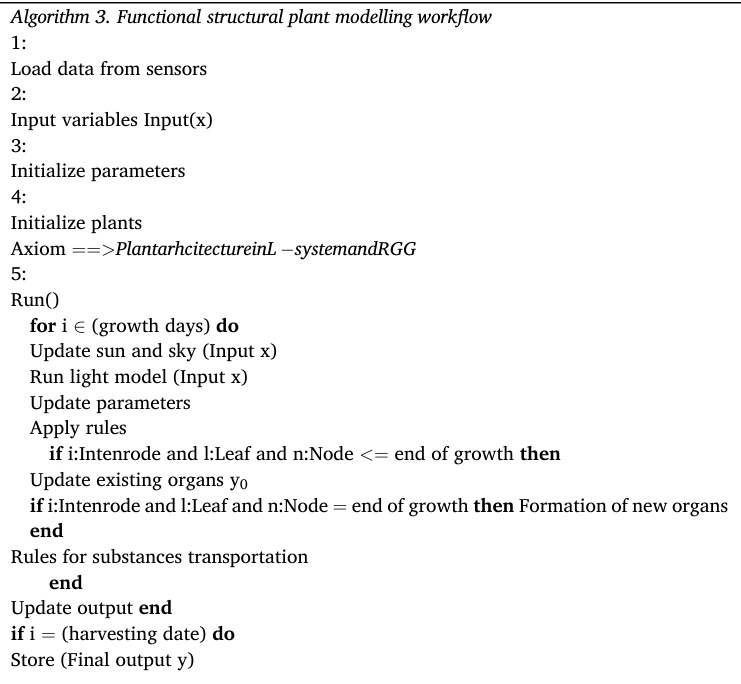 Algorithm 3. Functional structural plant modelling workflow
1:
Load data from sensors
2:
Input variables Input(x)
3:
Initialize parameters
4:
Initialize plants
Axiom ==>PlantarhcitectureinL −systemandRGG
5:
Run()
for i ∈ (growth days) do
Update sun and sky (Input x)
Run light model (Input x)
Update parameters
Apply rules
if i:Intenrode and l:Leaf and n:Node <= end of growth then
Update existing organs y₀
if i:Intenrode and l:Leaf and n:Node = end of growth then Formation of new organs
end
Rules for substances transportation
end
Update output end
if i = (harvesting date) do
Store (Final output y)